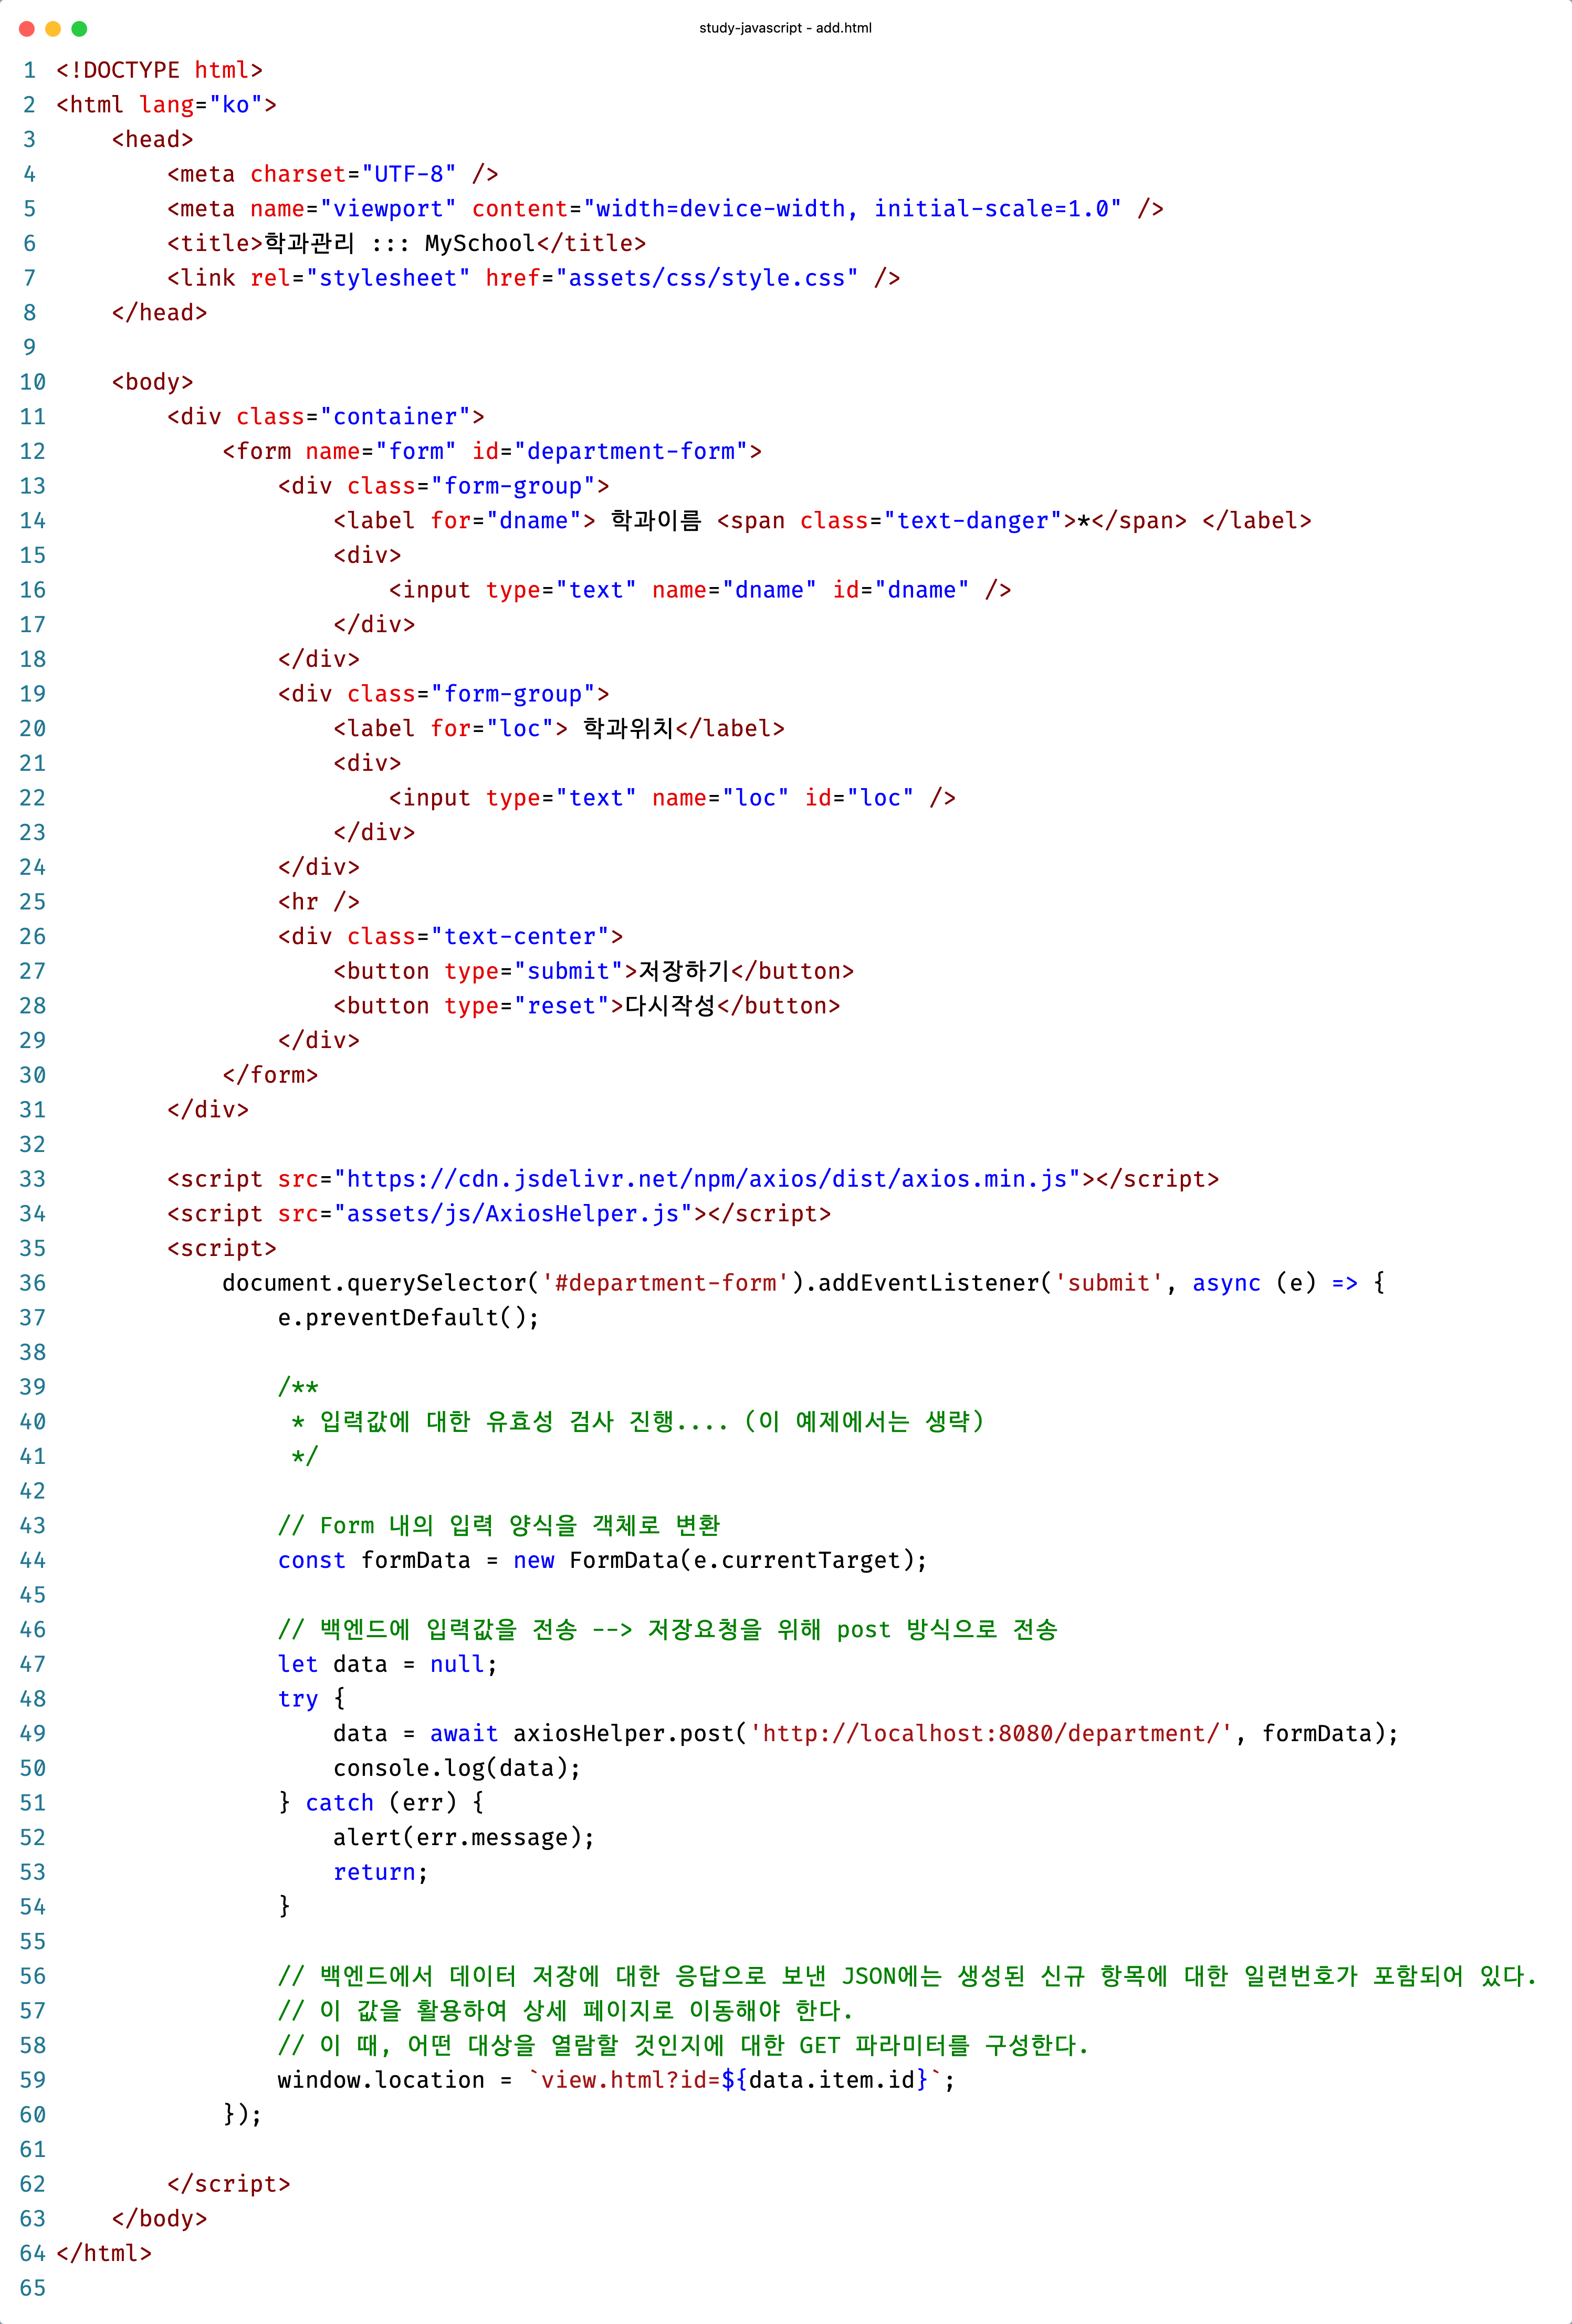 study-javascript - add.html
1 <!DOCTYPE html>
2 <html lang="ko">
3     <head>
4         <meta charset="UTF-8" />
5         <meta name="viewport" content="width=device-width, initial-scale=1.0" />
6         <title>학과관리 ::: MySchool</title>
7         <link rel="stylesheet" href="assets/css/style.css" />
8     </head>
9
10     <body>
11         <div class="container">
12             <form name="form" id="department-form">
13                 <div class="form-group">
14                     <label for="dname"> 학과이름 <span class="text-danger">*</span> </label>
15                     <div>
16                         <input type="text" name="dname" id="dname" />
17                     </div>
18                 </div>
19                 <div class="form-group">
20                     <label for="loc"> 학과위치</label>
21                     <div>
22                         <input type="text" name="loc" id="loc" />
23                     </div>
24                 </div>
25                 <hr />
26                 <div class="text-center">
27                     <button type="submit">저장하기</button>
28                     <button type="reset">다시작성</button>
29                 </div>
30             </form>
31         </div>
32
33         <script src="https://cdn.jsdelivr.net/npm/axios/dist/axios.min.js"></script>
34         <script src="assets/js/AxiosHelper.js"></script>
35         <script>
36             document.querySelector('#department-form').addEventListener('submit', async (e) => {
37                 e.preventDefault();
38
39                 /**
40                  * 입력값에 대한 유효성 검사 진행.... (이 예제에서는 생략)
41                  */
42
43                 // Form 내의 입력 양식을 객체로 변환
44                 const formData = new FormData(e.currentTarget);
45
46                 // 백엔드에 입력값을 전송 --> 저장요청을 위해 post 방식으로 전송
47                 let data = null;
48                 try {
49                     data = await axiosHelper.post('http://localhost:8080/department/', formData);
50                     console.log(data);
51                 } catch (err) {
52                     alert(err.message);
53                     return;
54                 }
55
56                 // 백엔드에서 데이터 저장에 대한 응답으로 보낸 JSON에는 생성된 신규 항목에 대한 일련번호가 포함되어 있다.
57                 // 이 값을 활용하여 상세 페이지로 이동해야 한다.
58                 // 이 때, 어떤 대상을 열람할 것인지에 대한 GET 파라미터를 구성한다.
59                 window.location = `view.html?id=${data.item.id}`;
60             });
61
62         </script>
63     </body>
64 </html>
65